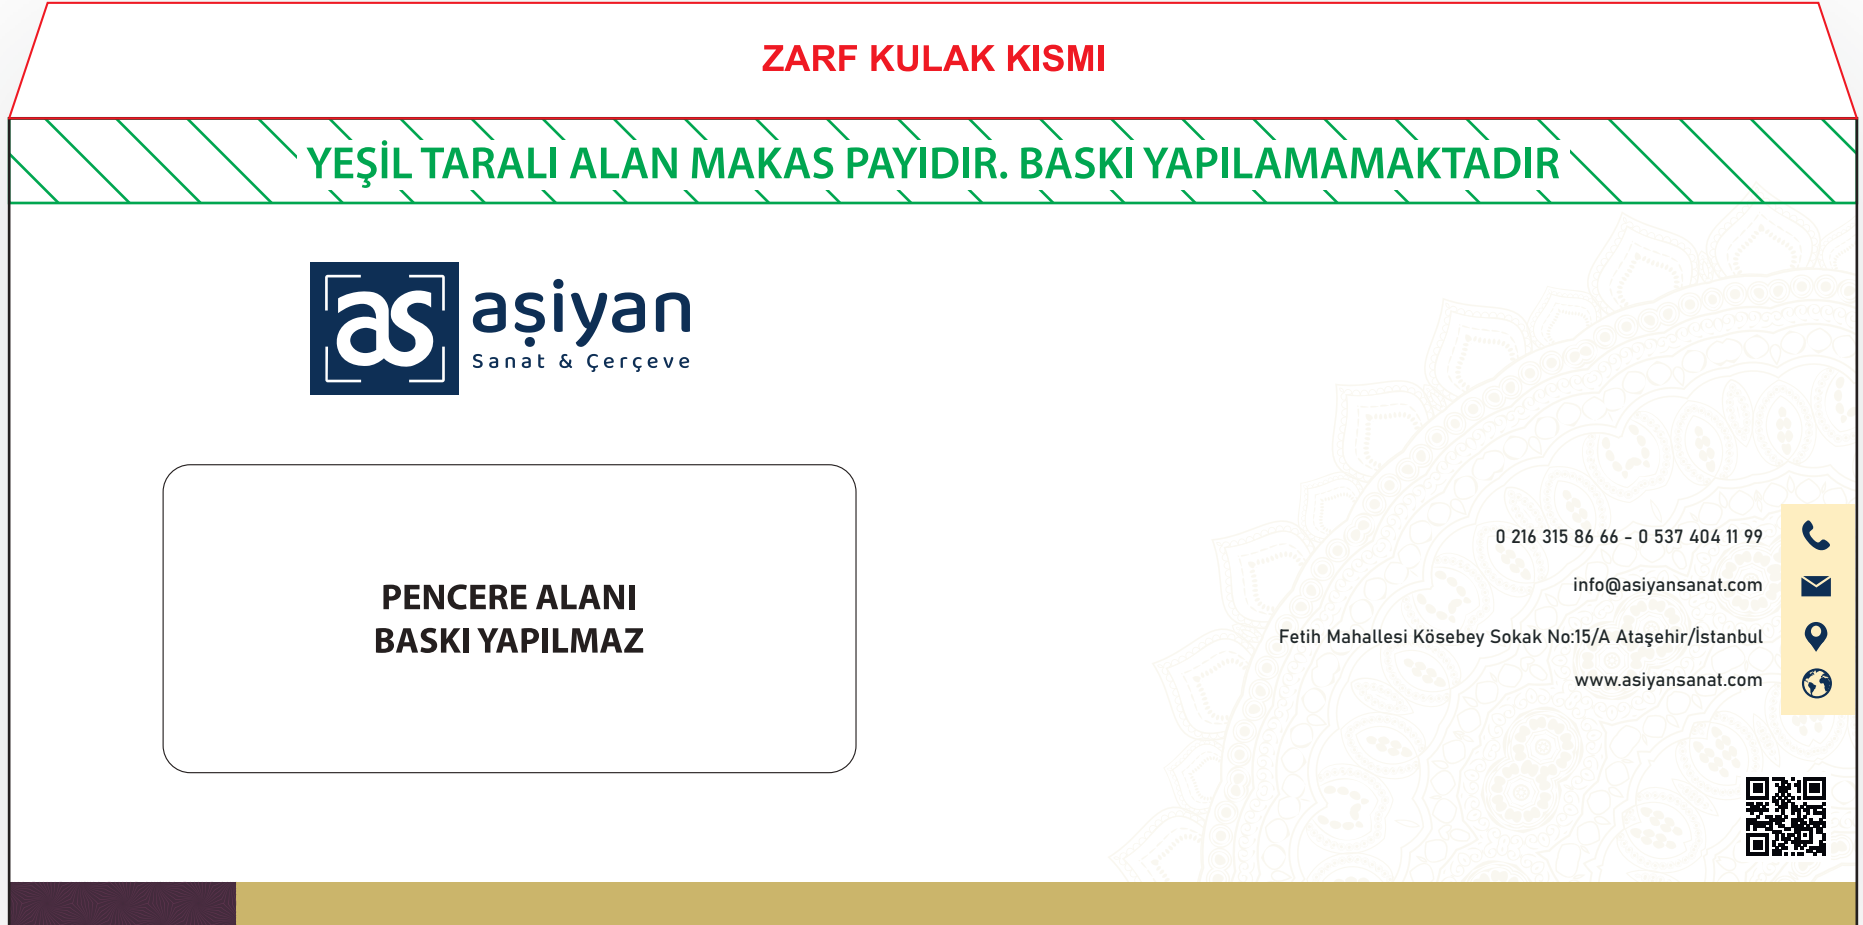 ZARF KULAK KISMI
YEŞİL TARALI ALAN MAKAS PAYIDIR. BASKI YAPILAMAMAKTADIR
as
aşiyan
Sanat & Çerçeve
PENCERE ALANI
BASKI YAPILMAZ
0 216 315 86 66 - 0 537 404 11 99
info@asiyansanat.com
Fetih Mahallesi Kösebey Sokak No:15/A Ataşehir/İstanbul
www.asiyansanat.com